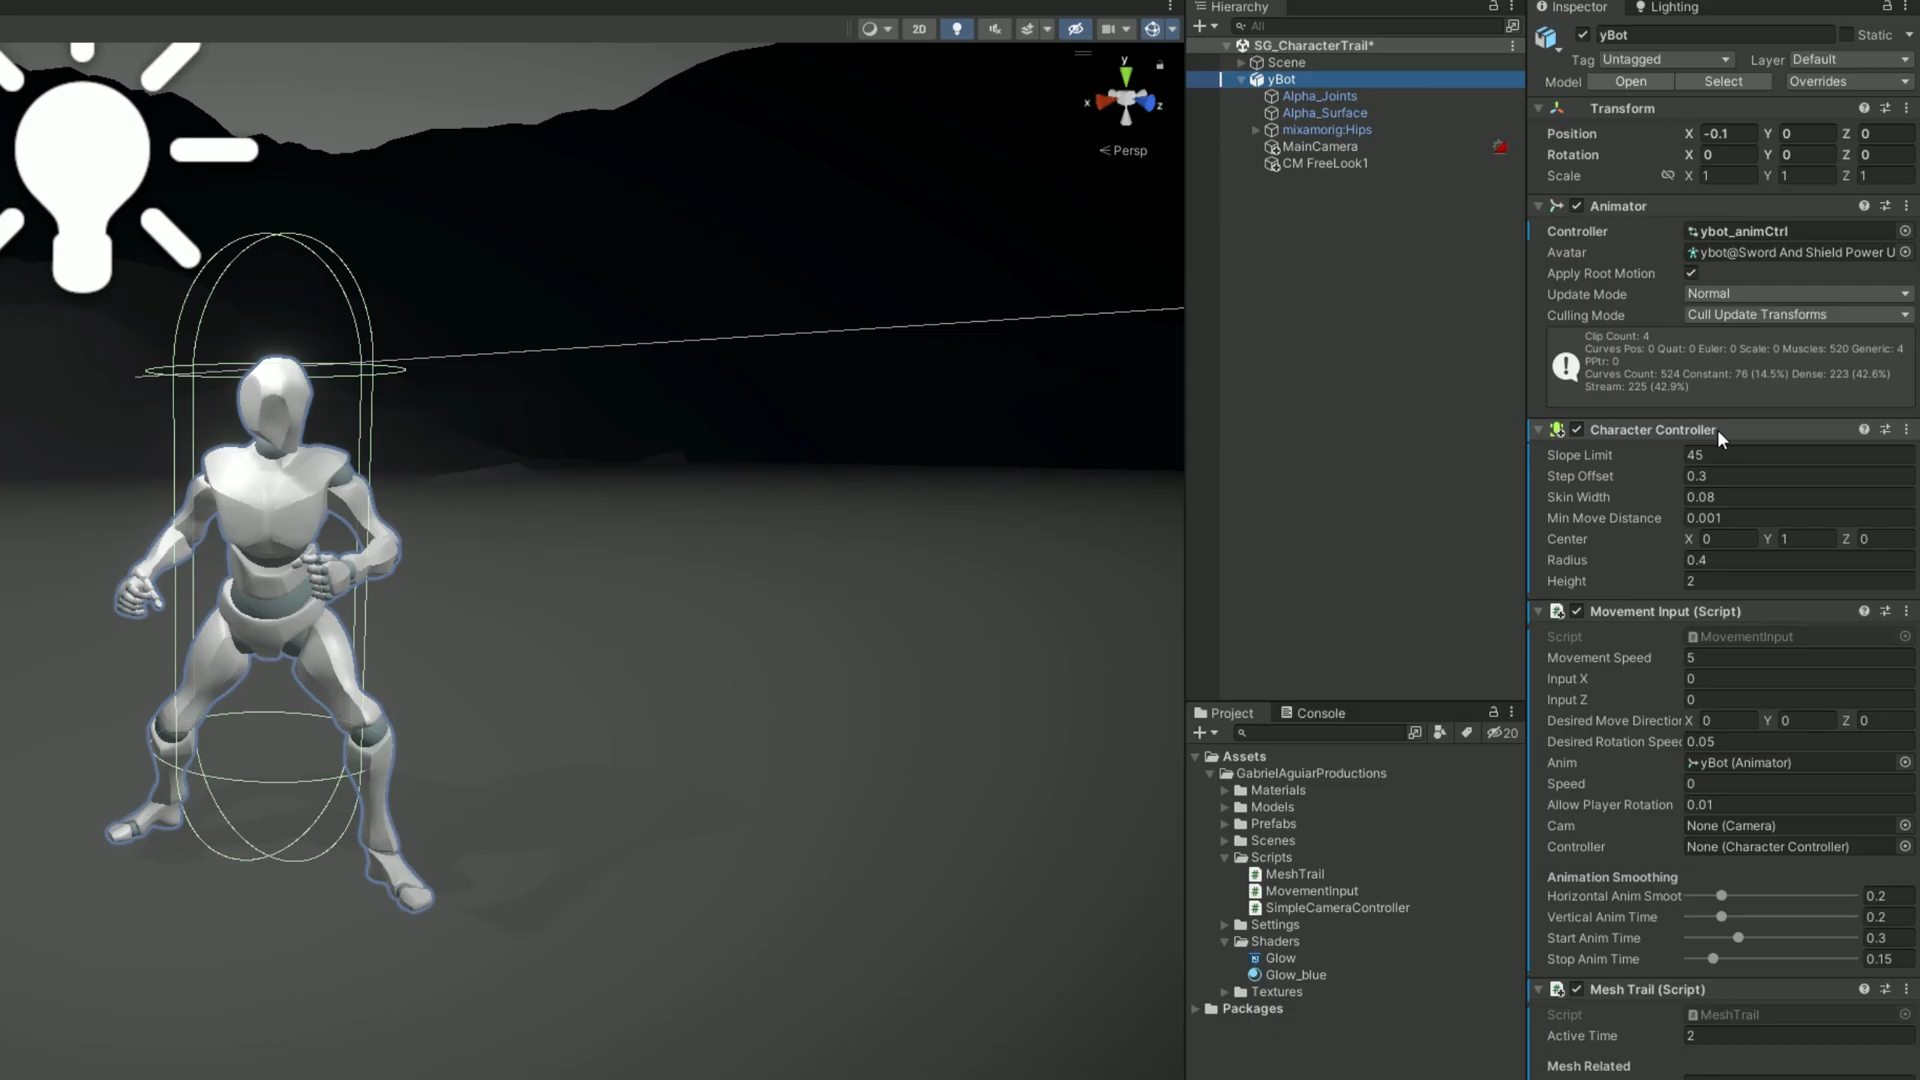 2D
y
x
z
Persp
Hierarchy
All
SG_CharacterTrail*
Scene
yBot
Alpha_Joints
Alpha_Surface
mixamorig:Hips
MainCamera
CM FreeLook1
Project
Console
20
Assets
GabrielAguiarProductions
Materials
Models
Prefabs
Scenes
Scripts
MeshTrail
MovementInput
SimpleCameraController
Settings
Shaders
Glow
Glow_blue
Textures
Packages
Inspector
Lighting
yBot
Static
Tag Untagged Layer Default
Model Open Select Overrides
Transform
Position X -0.1 Y 0 Z 0
Rotation X 0 Y 0 Z 0
Scale X 1 Y 1 Z 1
Animator
Controller ybot_animCtrl
Avatar ybot@Sword And Shield Power U
Apply Root Motion
Update Mode Normal
Culling Mode Cull Update Transforms
Clip Count: 4
Curves Pos: 0 Quat: 0 Euler: 0 Scale: 0 Muscles: 520 Generic: 4
PPtr: 0
Curves Count: 524 Constant: 76 (14.5%) Dense: 223 (42.6%)
Stream: 225 (42.9%)
Character Controller
Slope Limit 45
Step Offset 0.3
Skin Width 0.08
Min Move Distance 0.001
Center X 0 Y 1 Z 0
Radius 0.4
Height 2
Movement Input (Script)
Script MovementInput
Movement Speed 5
Input X 0
Input Z 0
Desired Move Direction X 0 Y 0 Z 0
Desired Rotation Speed 0.05
Anim yBot (Animator)
Speed 0
Allow Player Rotation 0.01
Cam None (Camera)
Controller None (Character Controller)
Animation Smoothing
Horizontal Anim Smoot 0.2
Vertical Anim Time 0.2
Start Anim Time 0.3
Stop Anim Time 0.15
Mesh Trail (Script)
Script MeshTrail
Active Time 2
Mesh Related